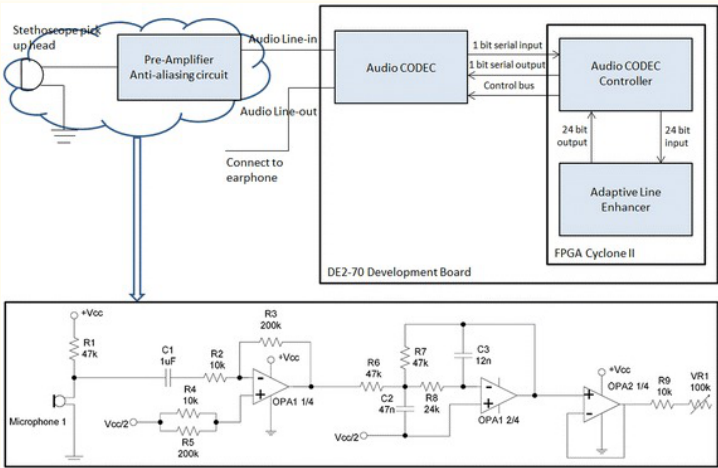 Stethoscope pick
up head
Pre-Amplifier
Anti-aliasing circuit
Audio Line-in
Audio Line-out
Connect to
earphone
Audio CODEC
1 bit serial input
1 bit serial output
Control bus
Audio CODEC
Controller
24 bit
output
24 bit
input
Adaptive Line
Enhancer
FPGA Cyclone II
DE2-70 Development Board
+Vcc
R1
47k
Microphone 1
C1
1uF
R2
10k
R3
200k
+Vcc
OPA1 1/4
Vcc/2
R4
10k
R5
200k
R6
47k
R7
47k
C2
47n
R8
24k
C3
12n
OPA1 2/4
Vcc/2
+Vcc
OPA2 1/4
R9
10k
VR1
100k